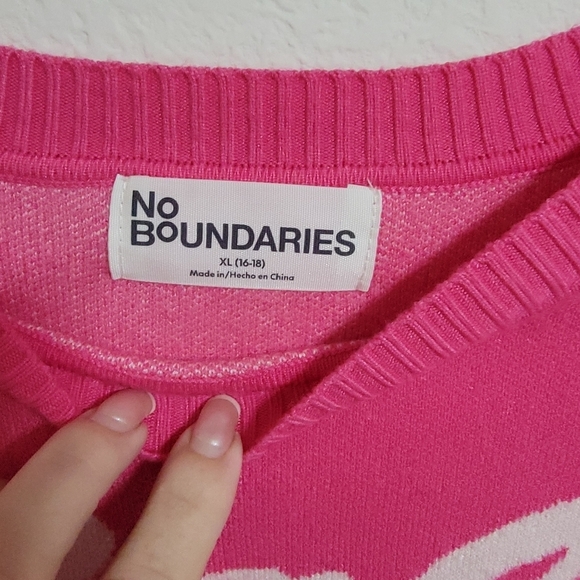 No
BOUNDARIES
XL (16-18)
Made in/Hecho en China